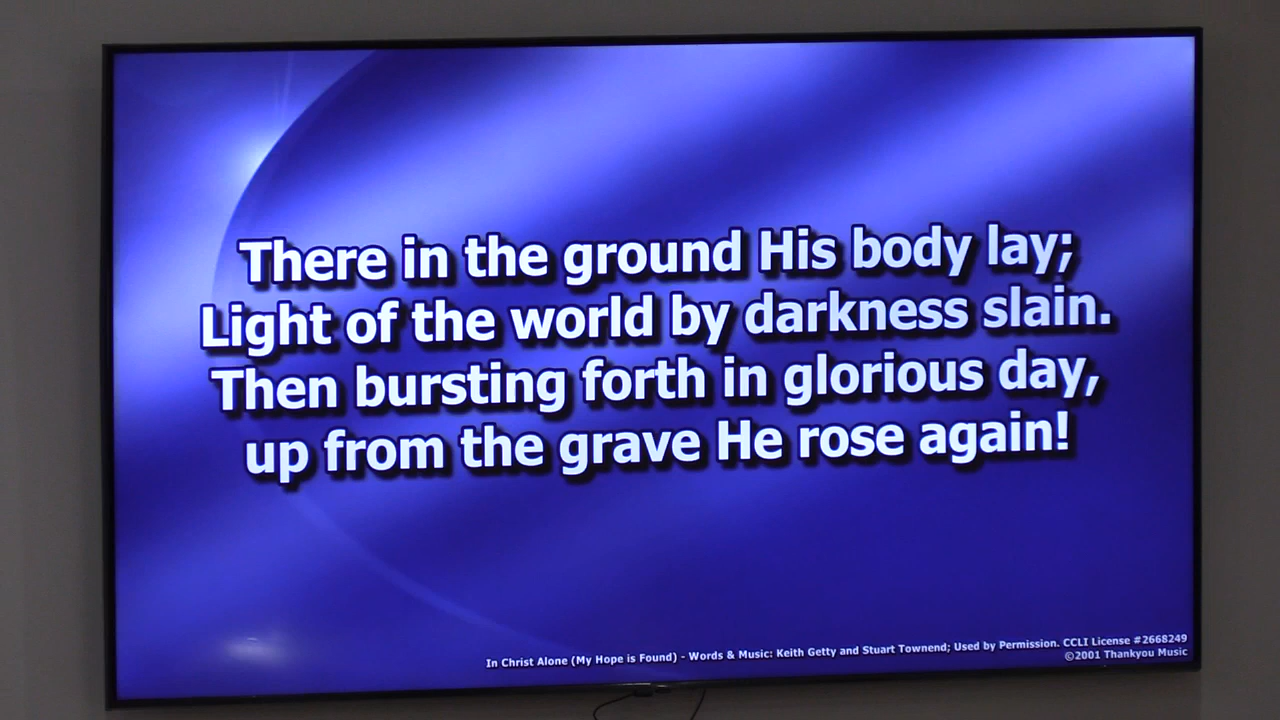 There in the ground His body lay;
Light of the world by darkness slain.
Then bursting forth in glorious day,
up from the grave He rose again!
In Christ Alone (My Hope is Found) - Words & Music: Keith Getty and Stuart Townend; Used by Permission. CCLI License #2668249
©2001 Thankyou Music